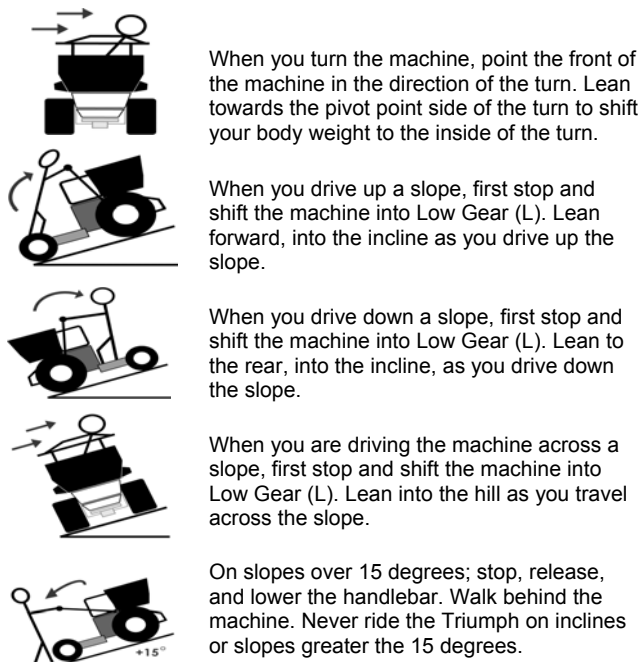 When you turn the machine, point the front of
the machine in the direction of the turn. Lean
towards the pivot point side of the turn to shift
your body weight to the inside of the turn.
When you drive up a slope, first stop and
shift the machine into Low Gear (L). Lean
forward, into the incline as you drive up the
slope.
When you drive down a slope, first stop and
shift the machine into Low Gear (L). Lean to
the rear, into the incline, as you drive down
the slope.
When you are driving the machine across a
slope, first stop and shift the machine into
Low Gear (L). Lean into the hill as you travel
across the slope.
On slopes over 15 degrees; stop, release,
and lower the handlebar. Walk behind the
machine. Never ride the Triumph on inclines
or slopes greater the 15 degrees.
+15°